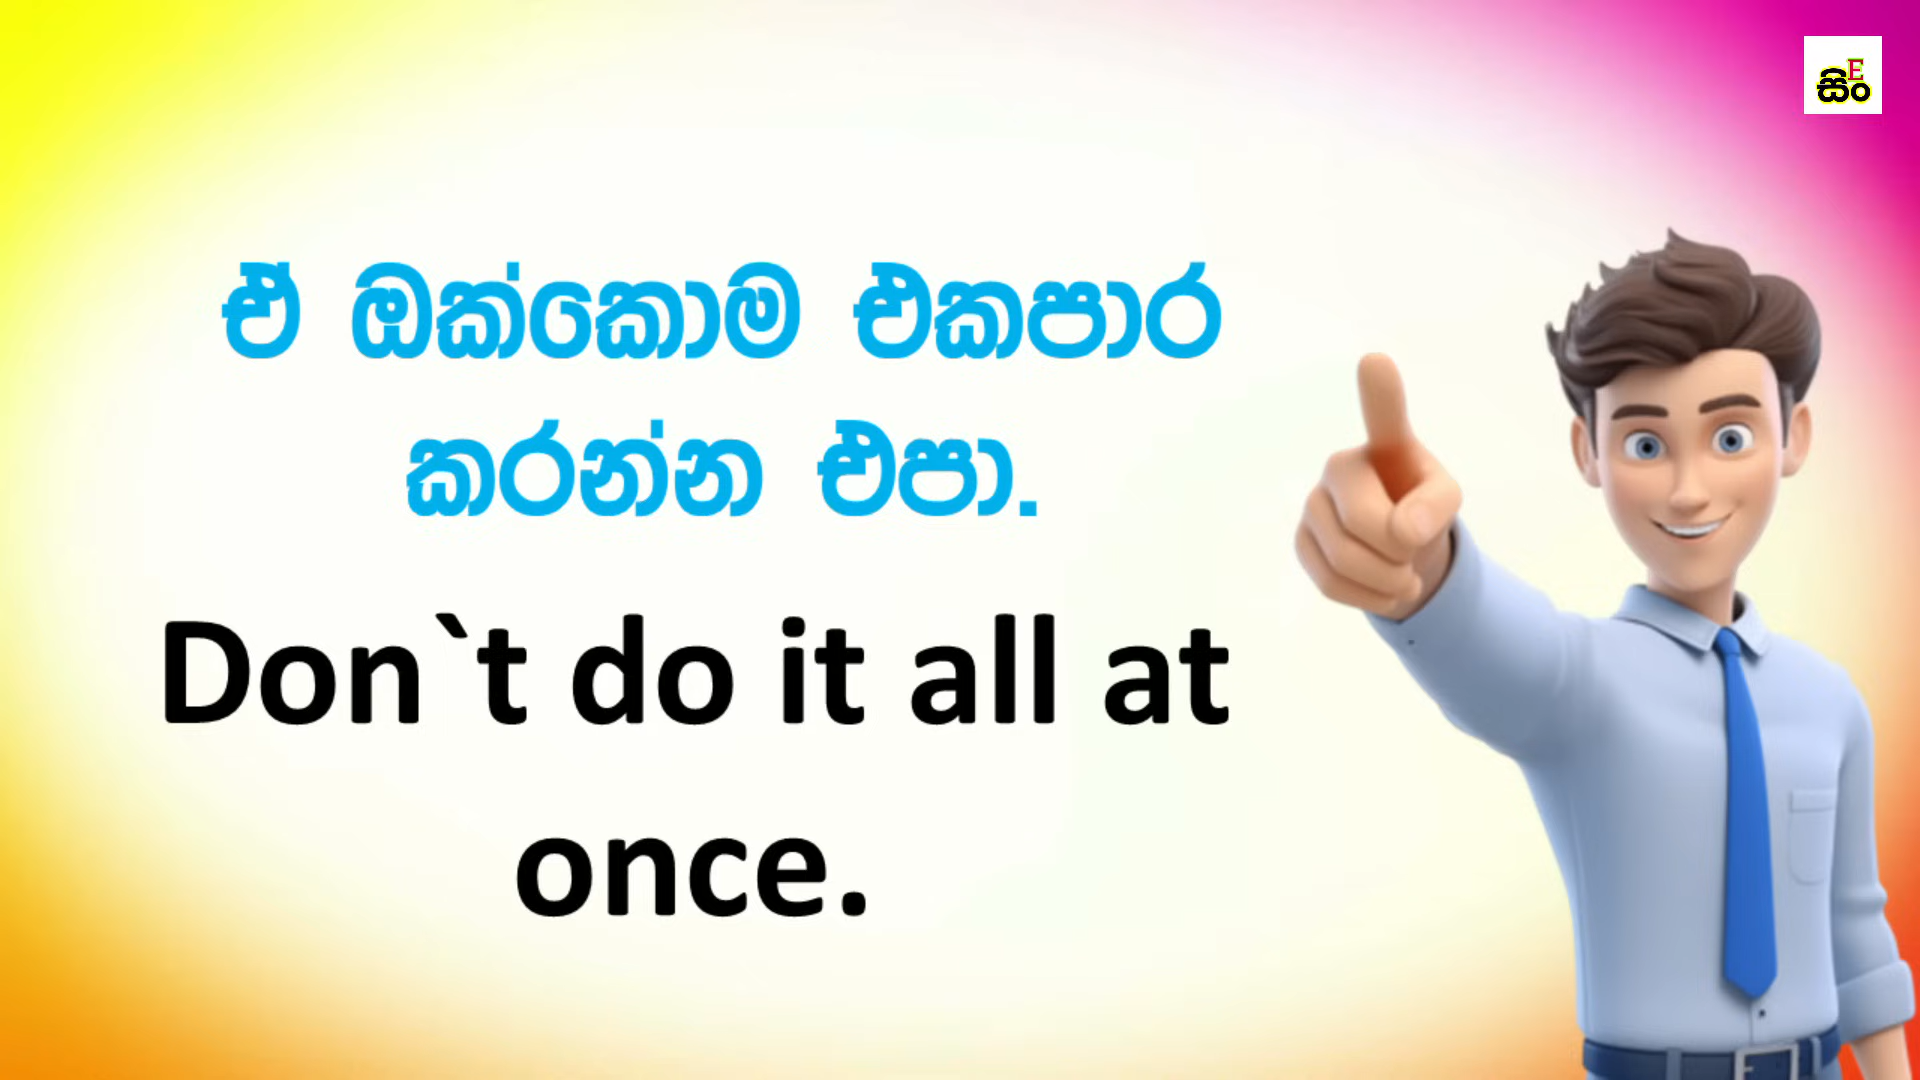 E
සිං
ඒ ඔක්කොම එකපාර
කරන්න එපා.
Don`t do it all at
once.